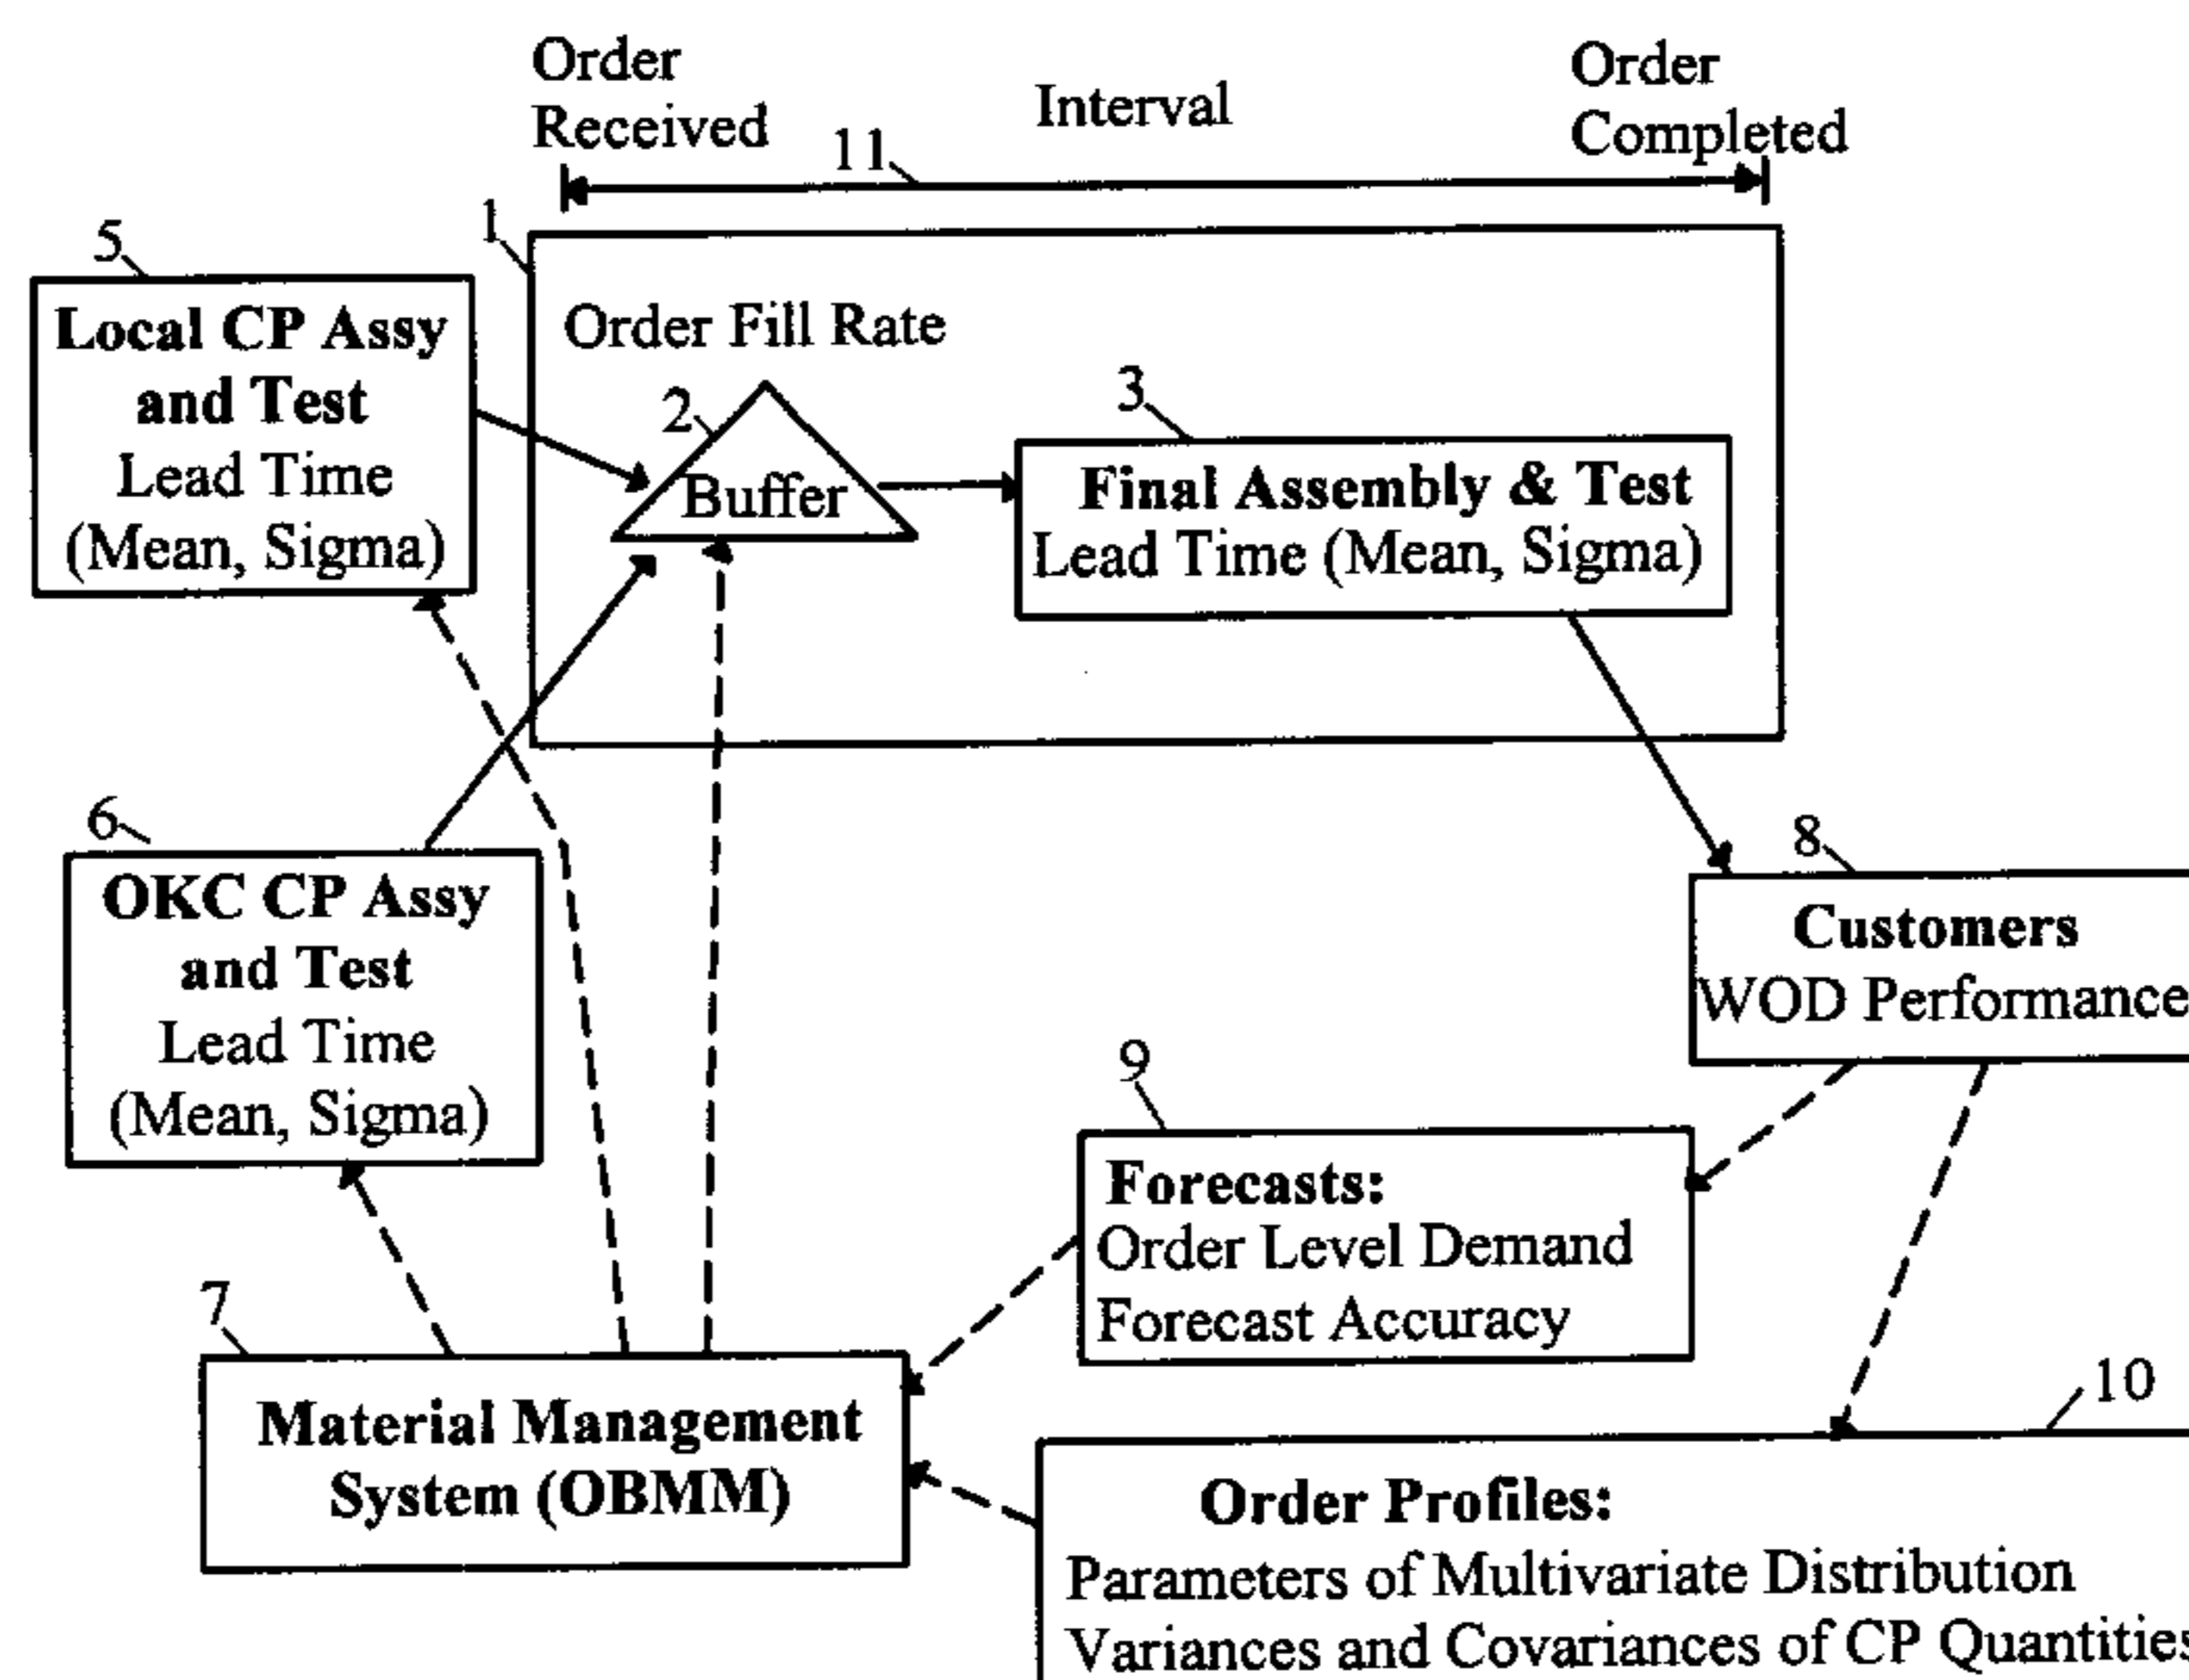 Order
Received
Interval
Order
Completed
11
1
5
Local CP Assy
and Test
Lead Time
(Mean, Sigma)
Order Fill Rate
2
Buffer
3
Final Assembly & Test
Lead Time (Mean, Sigma)
6
OKC CP Assy
and Test
Lead Time
(Mean, Sigma)
8
Customers
WOD Performance
9
Forecasts:
Order Level Demand
Forecast Accuracy
7
Material Management
System (OBMM)
10
Order Profiles:
Parameters of Multivariate Distribution
Variances and Covariances of CP Quantities